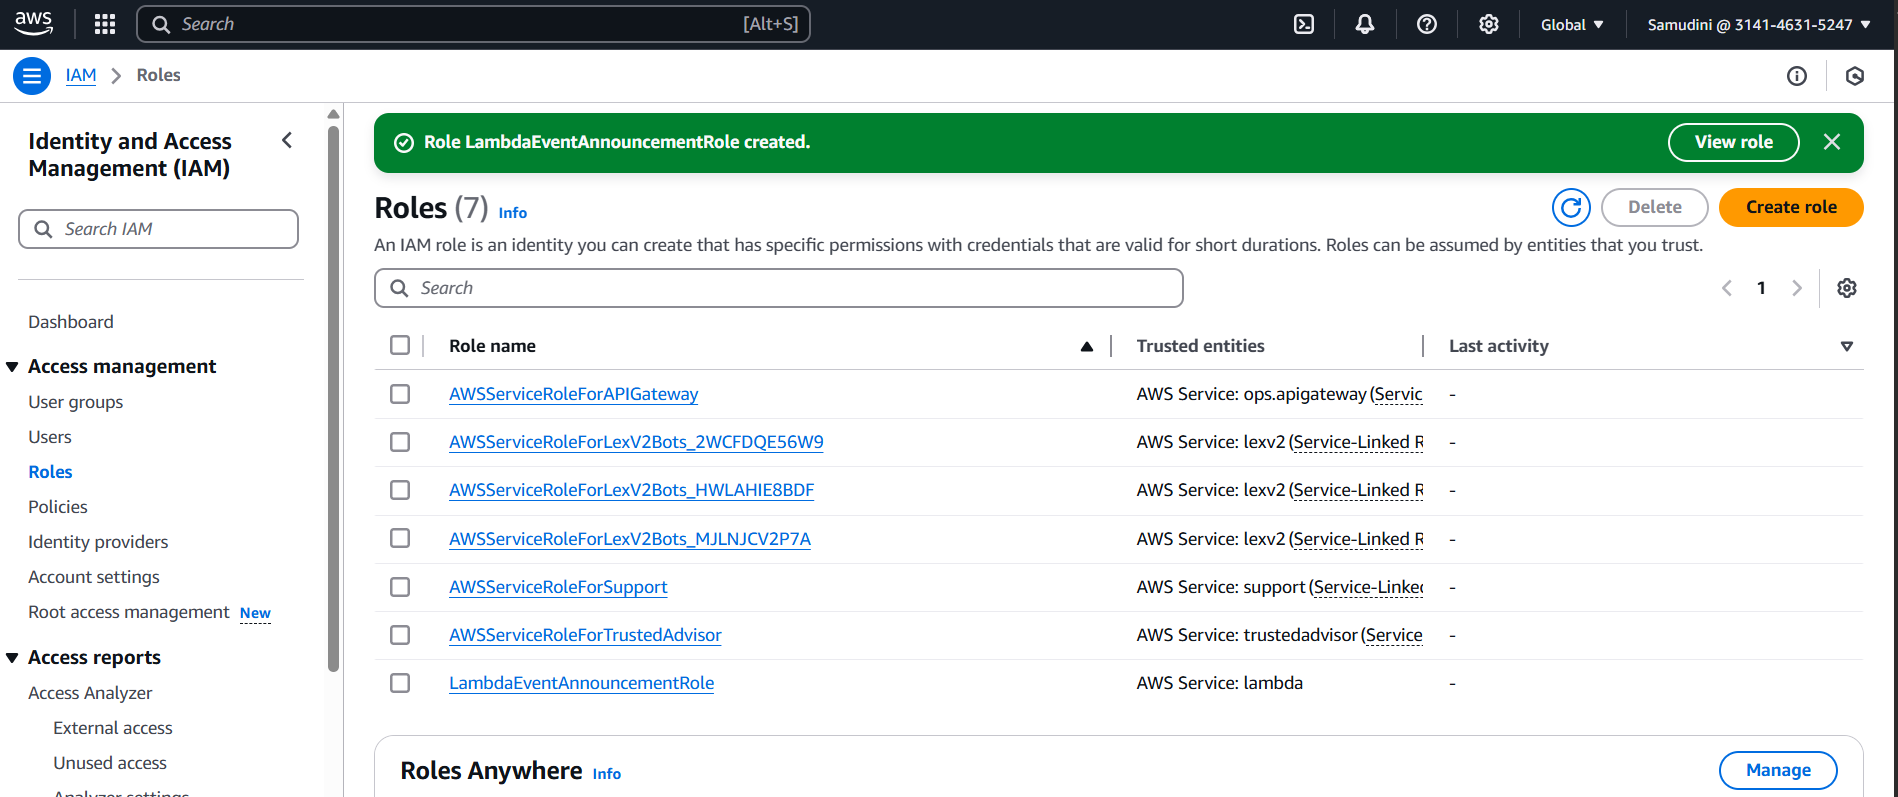 aws
Search [Alt+S]
Global
Samudini @ 3141-4631-5247
IAM
Roles
Identity and Access
Management (IAM)
Search IAM
Dashboard
Access management
User groups
Users
Roles
Policies
Identity providers
Account settings
Root access management New
Access reports
Access Analyzer
External access
Unused access
Analyzer settings
Role LambdaEventAnnouncementRole created.
View role
Roles (7) Info
Delete
Create role
An IAM role is an identity you can create that has specific permissions with credentials that are valid for short durations. Roles can be assumed by entities that you trust.
Search
1
Role name Trusted entities Last activity
AWSServiceRoleForAPIGateway AWS Service: ops.apigateway (Servic -
AWSServiceRoleForLexV2Bots_2WCFDQE56W9 AWS Service: lexv2 (Service-Linked R -
AWSServiceRoleForLexV2Bots_HWLAHIE8BDF AWS Service: lexv2 (Service-Linked R -
AWSServiceRoleForLexV2Bots_MJLNJCV2P7A AWS Service: lexv2 (Service-Linked R -
AWSServiceRoleForSupport AWS Service: support (Service-Linked -
AWSServiceRoleForTrustedAdvisor AWS Service: trustedadvisor (Service -
LambdaEventAnnouncementRole AWS Service: lambda -
Roles Anywhere Info
Manage